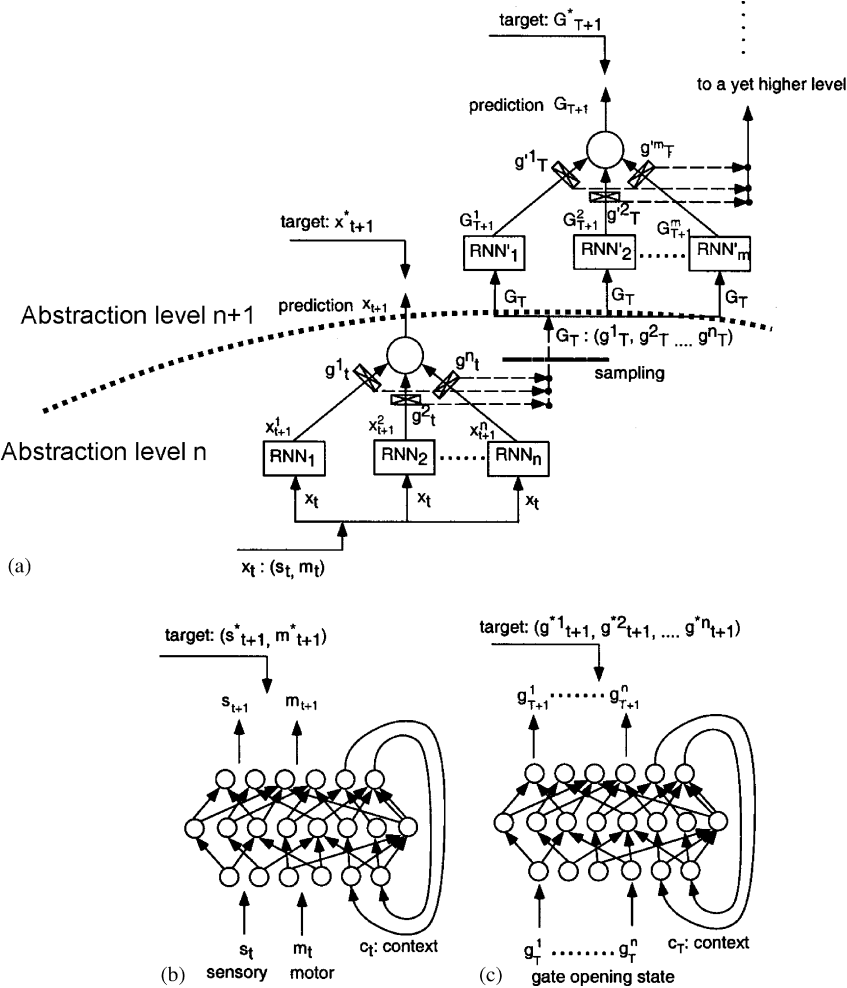 target: G*T+1
to a yet higher level
prediction GT+1
g'1T
g'mT
g'2T
G1T+1
G2T+1
GmT+1
target: x*t+1
RNN'1
RNN'2
RNN'm
prediction xt+1
GT
GT
GT
Abstraction level n+1
GT : (g1T, g2T .... gnT)
sampling
g1t
gnt
g2t
x1t+1
x2t+1
xnt+1
Abstraction level n
RNN1
RNN2
RNNn
xt
xt
xt
(a)
xt : (st, mt)
target: (s*t+1, m*t+1)
st+1
mt+1
st
mt
ct: context
sensory
motor
(b)
target: (g*1t+1, g*2t+1, .... g*nt+1)
g1T+1 ........ gnT+1
g1T ......... gnT
cT: context
gate opening state
(c)